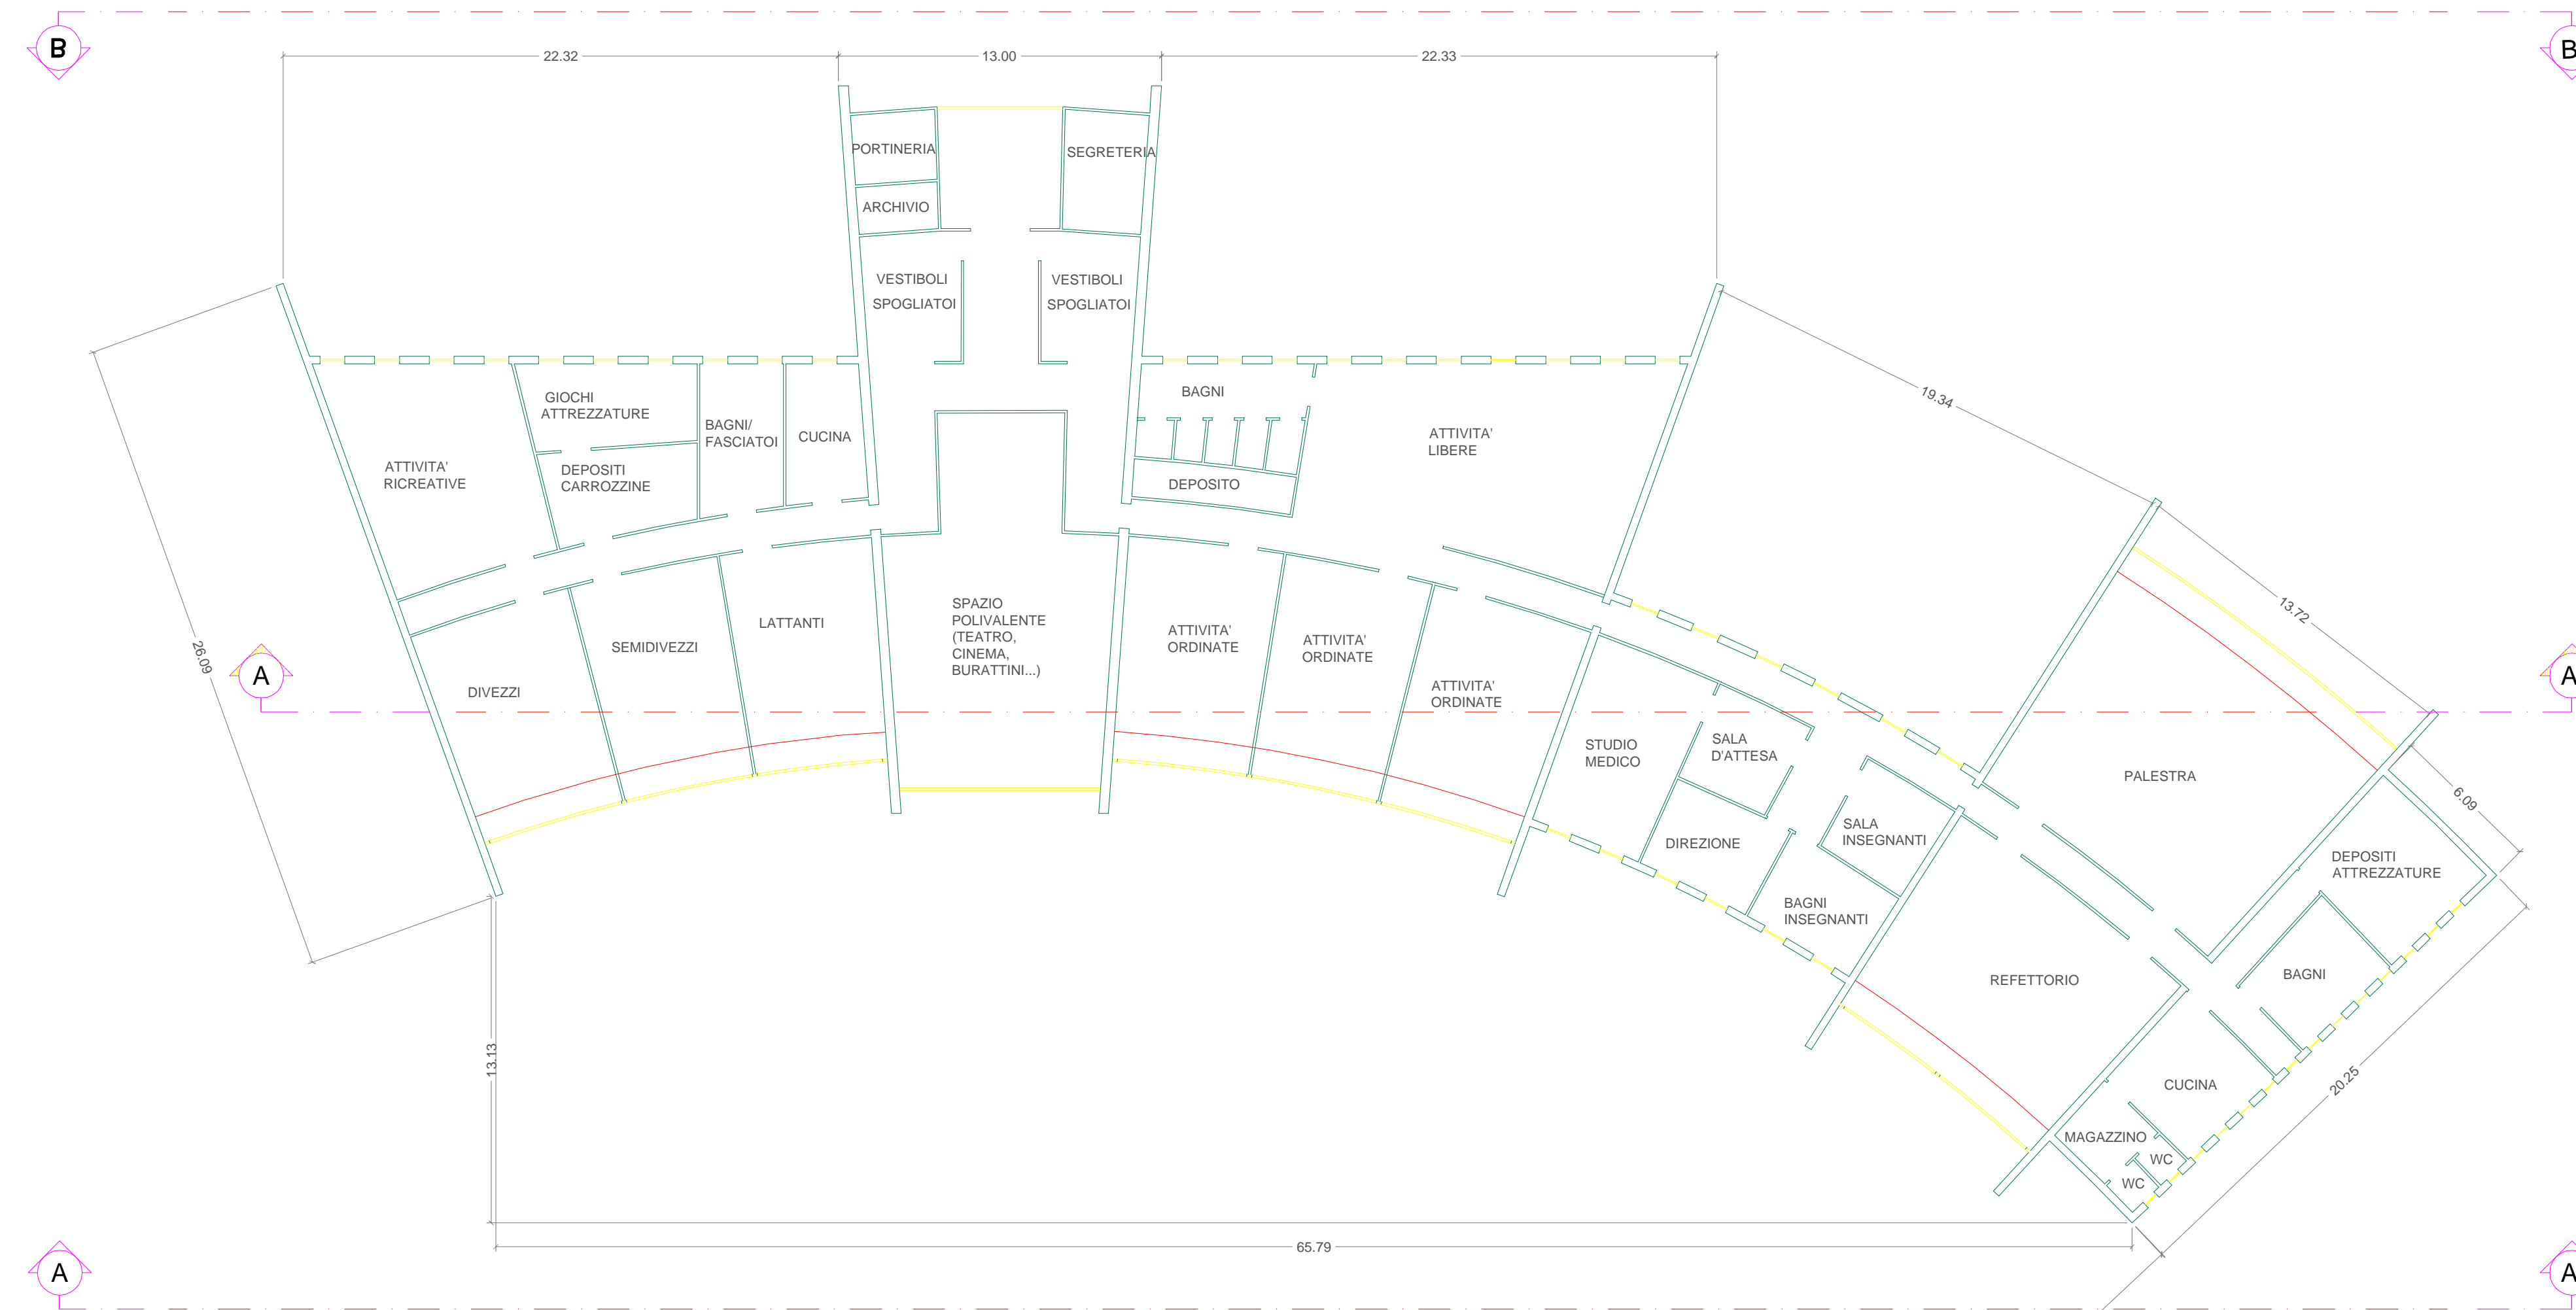 B
B
22.32
13.00
22.33
PORTINERIA
SEGRETERIA
ARCHIVIO
VESTIBOLI
SPOGLIATOI
VESTIBOLI
SPOGLIATOI
GIOCHI
ATTREZZATURE
BAGNI/
FASCIATOI
CUCINA
BAGNI
19.34
ATTIVITA'
RICREATIVE
DEPOSITI
CARROZZINE
DEPOSITO
ATTIVITA'
LIBERE
26.09
A
A
DIVEZZI
SEMIDIVEZZI
LATTANTI
SPAZIO
POLIVALENTE
(TEATRO,
CINEMA,
BURATTINI...)
ATTIVITA'
ORDINATE
ATTIVITA'
ORDINATE
ATTIVITA'
ORDINATE
13.72
STUDIO
MEDICO
SALA
D'ATTESA
PALESTRA
6.09
DIREZIONE
SALA
INSEGNANTI
DEPOSITI
ATTREZZATURE
BAGNI
INSEGNANTI
REFETTORIO
BAGNI
13.13
CUCINA
20.25
MAGAZZINO
WC
WC
65.79
A
A